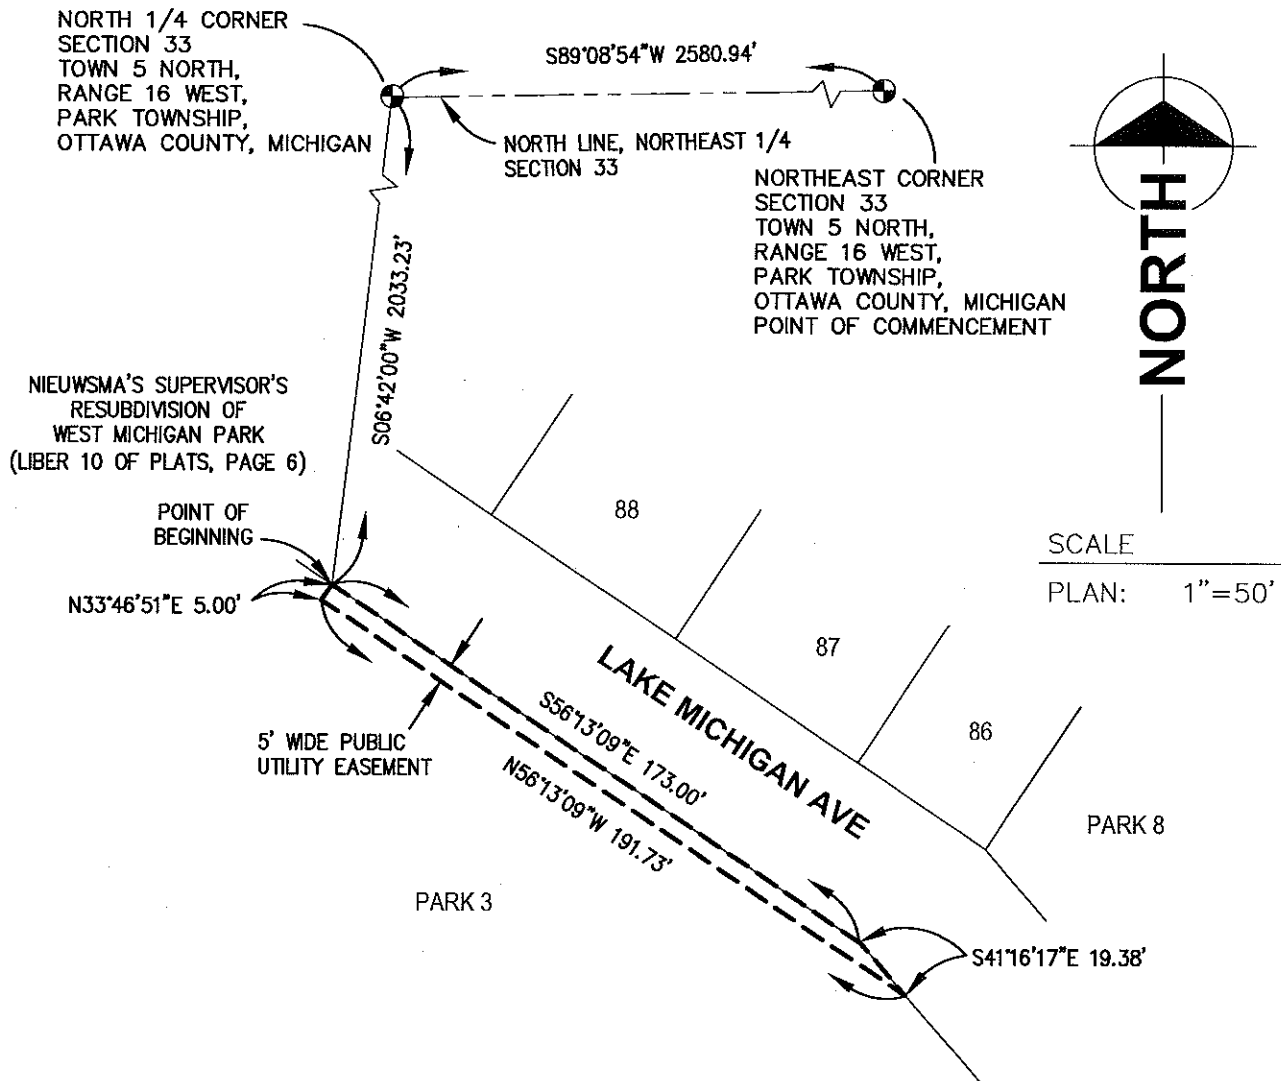 NORTH 1/4 CORNER
SECTION 33
TOWN 5 NORTH,
RANGE 16 WEST,
PARK TOWNSHIP,
OTTAWA COUNTY, MICHIGAN
S89°08'54"W 2580.94'
NORTH LINE, NORTHEAST 1/4
SECTION 33
NORTHEAST CORNER
SECTION 33
TOWN 5 NORTH,
RANGE 16 WEST,
PARK TOWNSHIP,
OTTAWA COUNTY, MICHIGAN
POINT OF COMMENCEMENT
NORTH
S06°42'00"W 2033.23'
NIEUWSMA'S SUPERVISOR'S
RESUBDIVISION OF
WEST MICHIGAN PARK
(LIBER 10 OF PLATS, PAGE 6)
POINT OF
BEGINNING
N33°46'51"E 5.00'
SCALE
PLAN: 1"=50'
88
87
86
LAKE MICHIGAN AVE
S56°13'09"E 173.00'
N56°13'09"W 191.73'
5' WIDE PUBLIC
UTILITY EASEMENT
PARK 8
PARK 3
S41°16'17"E 19.38'